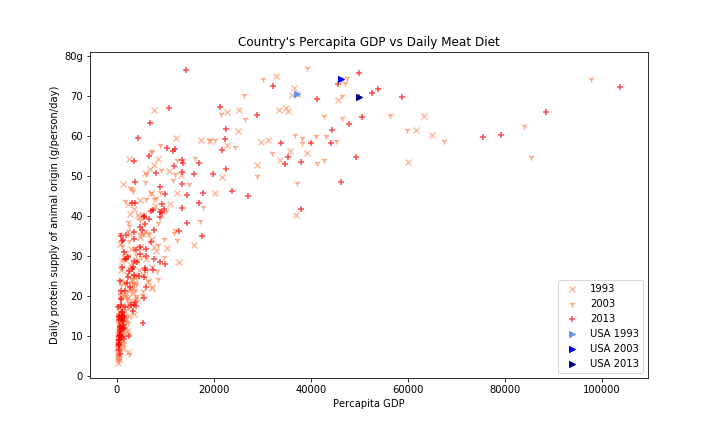 Country's Percapita GDP vs Daily Meat Diet
Daily protein supply of animal origin (g/person/day)
80g
70
60
50
40
30
20
10
0
0
20000
40000
60000
80000
100000
Percapita GDP
1993
2003
2013
USA 1993
USA 2003
USA 2013